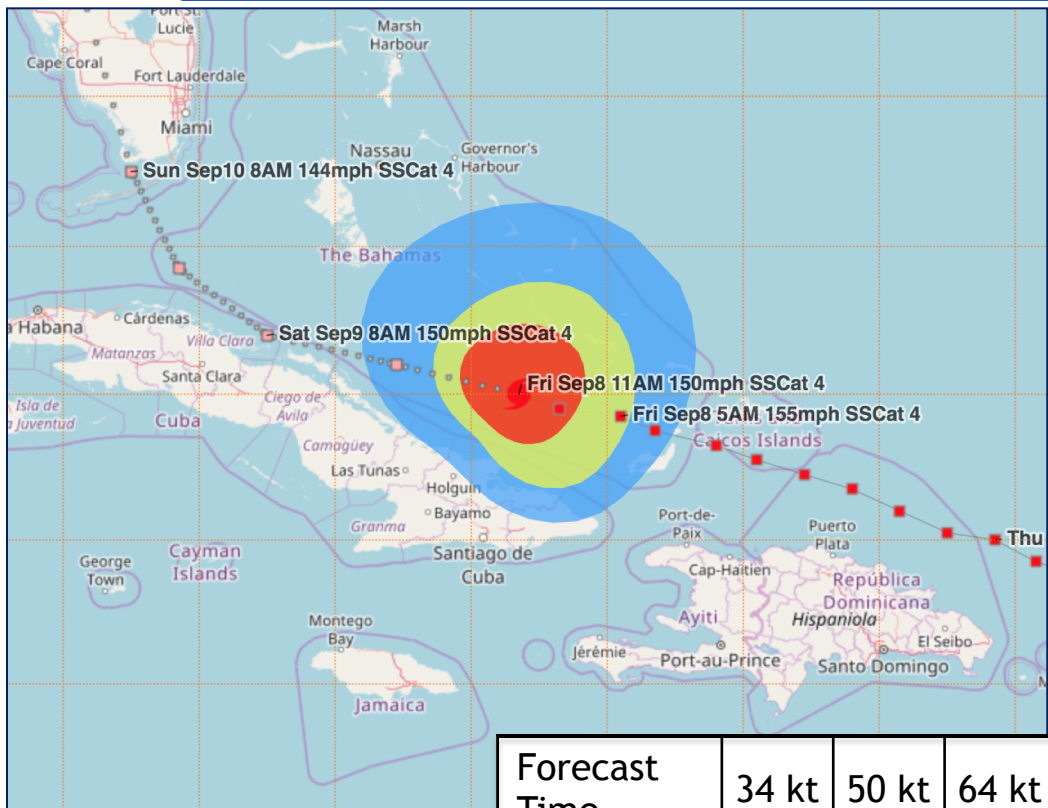 Port St.
Lucie
Marsh
Harbour
Cape Coral
Fort Lauderdale
Miami
Nassau
Governor's
Harbour
Sun Sep10 8AM 144mph SSCat 4
The Bahamas
a Habana
Cárdenas
Matanzas
Villa Clara
Sat Sep9 8AM 150mph SSCat 4
Santa Clara
Fri Sep8 11AM 150mph SSCat 4
Isla de
a Juventud
Cuba
Ciego de
Ávila
Fri Sep8 5AM 155mph SSCat 4
Caicos Islands
Camagüey
Las Tunas
Holguin
Bayamo
Granma
Santiago de
Cuba
Port-de-
Paix
Puerto
Plata
Thu
George
Town
Cayman
Islands
Cap-Haïtien
República
Dominicana
Ayiti
Hispaniola
Montego
Bay
Jérémie
Port-au-Prince
El Seibo
Santo Domingo
Jamaica
Forecast
Time
34 kt
50 kt
64 kt